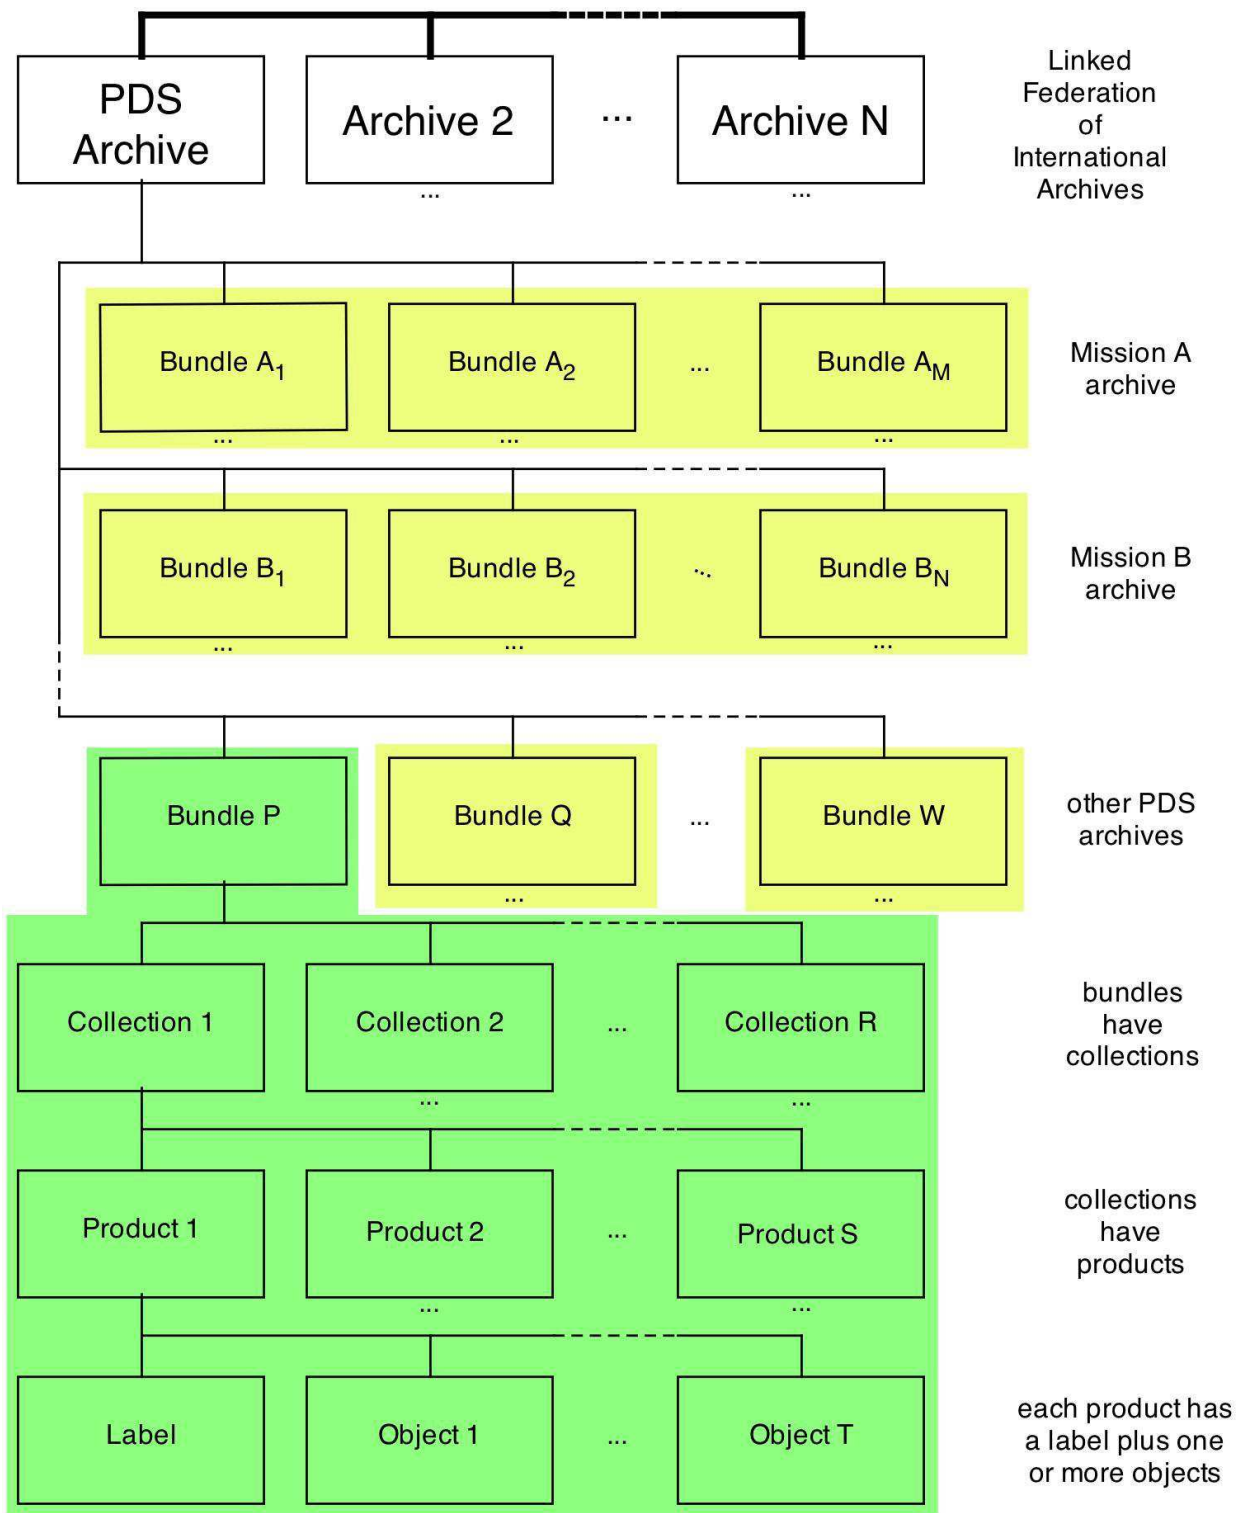 PDS
Archive
Archive 2
...
Archive N
Linked
Federation
of
International
Archives
...
...
Bundle A1
Bundle A2
...
Bundle AM
Mission A
archive
...
...
...
Bundle B1
Bundle B2
...
Bundle BN
Mission B
archive
...
...
...
Bundle P
Bundle Q
...
Bundle W
other PDS
archives
...
...
Collection 1
Collection 2
...
Collection R
bundles
have
collections
...
...
Product 1
Product 2
...
Product S
collections
have
products
...
...
Label
Object 1
...
Object T
each product has
a label plus one
or more objects